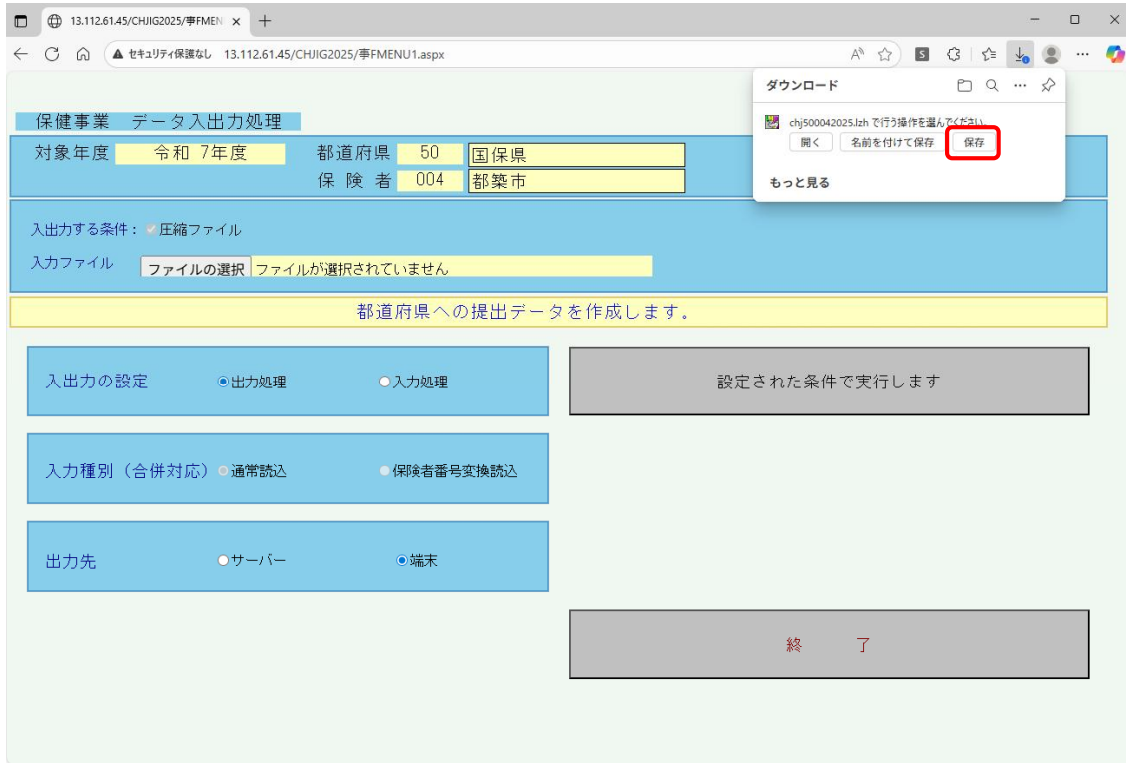 13.112.61.45/CHJIG2025/事FMEN
セキュリティ保護なし 13.112.61.45/CHJIG2025/事FMENU1.aspx
ダウンロード
chj500042025.lzh で行う操作を選んでください。
開く 名前を付けて保存 保存
もっと見る
保健事業 データ入出力処理
対象年度 令和 7年度 都道府県 50 国保県
保険者 004 都築市
入出力する条件： 圧縮ファイル
入力ファイル ファイルの選択 ファイルが選択されていません
都道府県への提出データを作成します．
入出力の設定 出力処理 入力処理 設定された条件で実行します
入力種別（合併対応） 通常読込 保険者番号変換読込
出力先 サーバー 端末
終 了